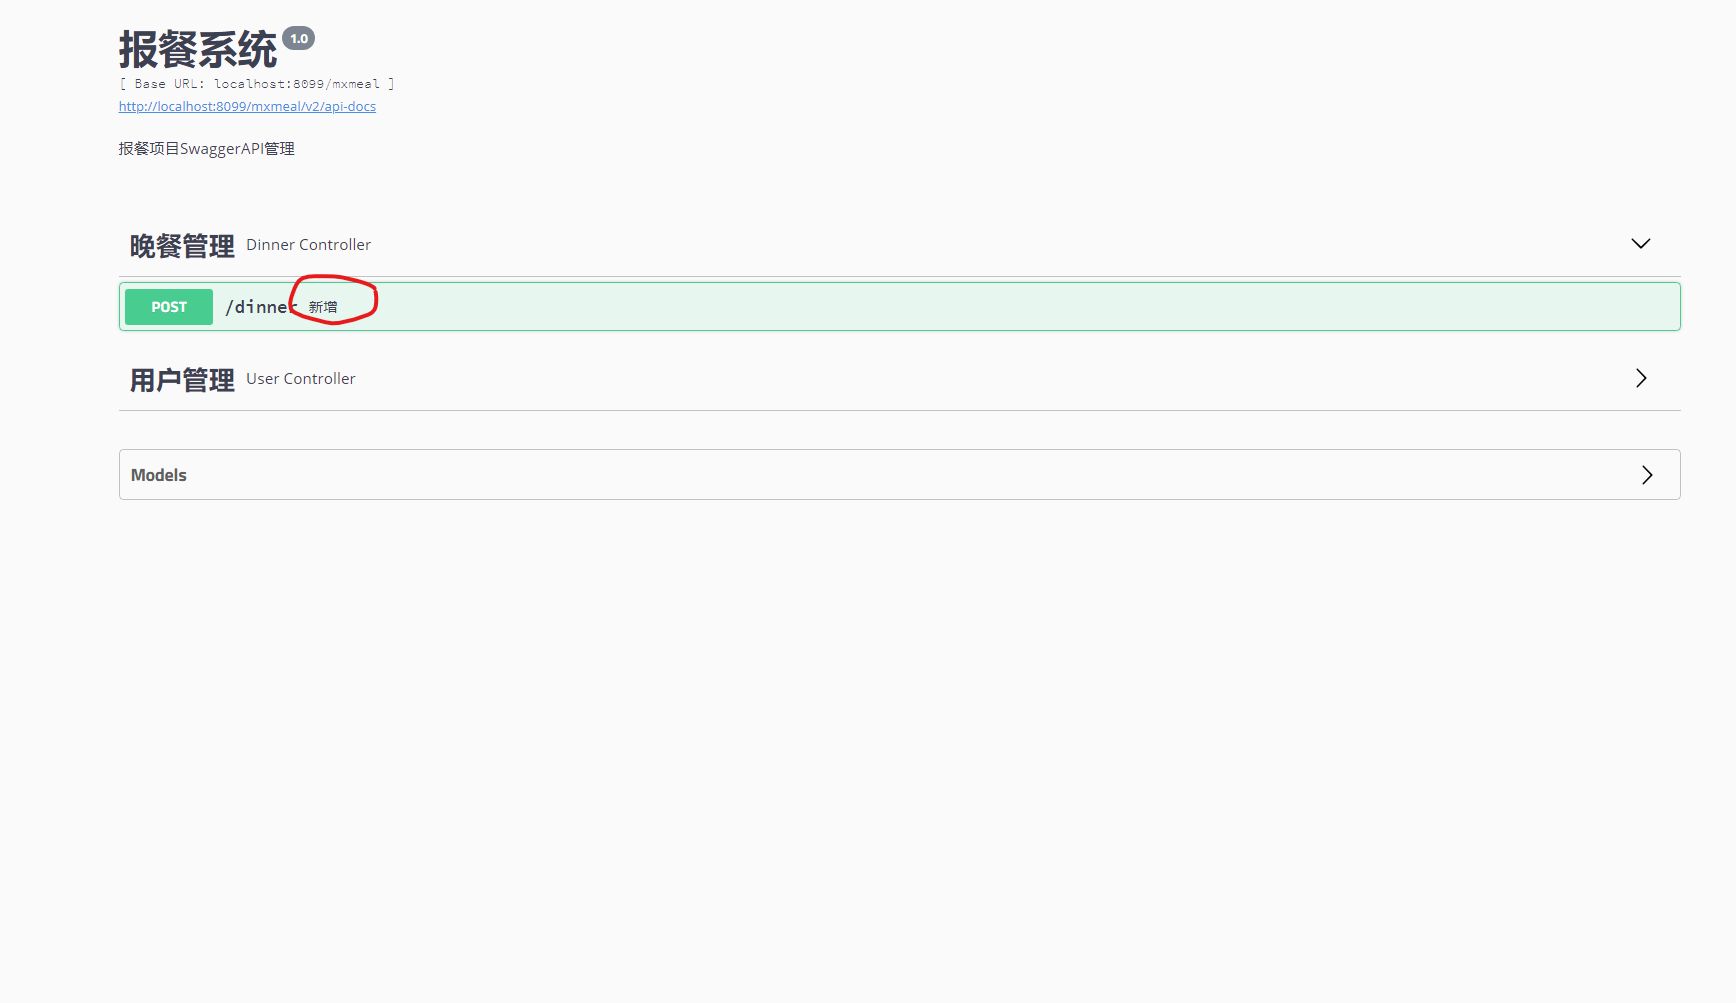 报餐系统 1.0
[ Base URL: localhost:8099/mxmeal ]
http://localhost:8099/mxmeal/v2/api-docs
报餐项目SwaggerAPI管理
晚餐管理 Dinner Controller
POST /dinner 新增
用户管理 User Controller
Models